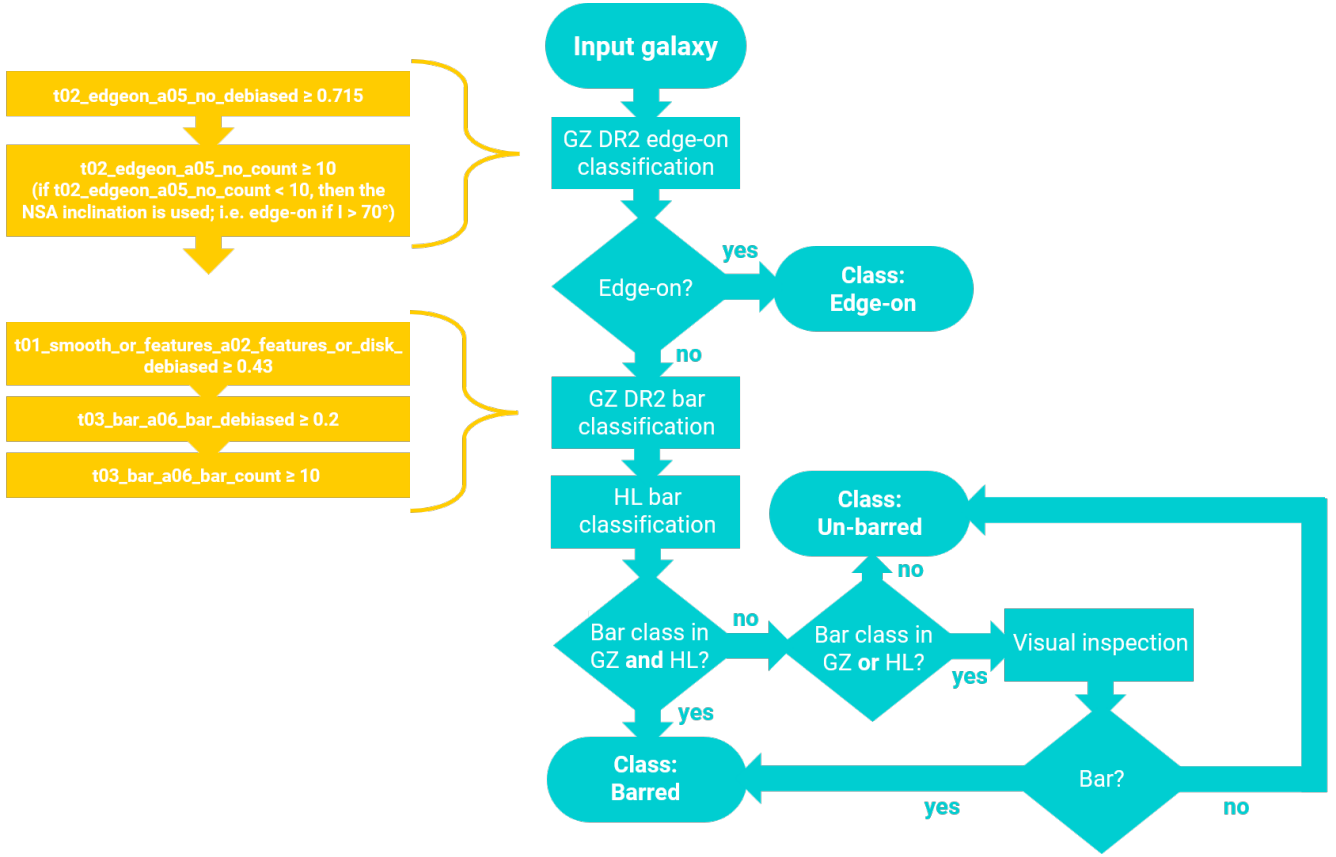 Input galaxy
t02_edgeon_a05_no_debiased ≥ 0.715
t02_edgeon_a05_no_count ≥ 10
(if t02_edgeon_a05_no_count < 10, then the
NSA inclination is used; i.e. edge-on if I > 70°)
GZ DR2 edge-on
classification
Edge-on?
yes
Class:
Edge-on
no
t01_smooth_or_features_a02_features_or_disk_
debiased ≥ 0.43
t03_bar_a06_bar_debiased ≥ 0.2
t03_bar_a06_bar_count ≥ 10
GZ DR2 bar
classification
HL bar
classification
Class:
Un-barred
no
Bar class in
GZ and HL?
no
Bar class in
GZ or HL?
yes
Visual inspection
yes
Class:
Barred
Bar?
yes
no